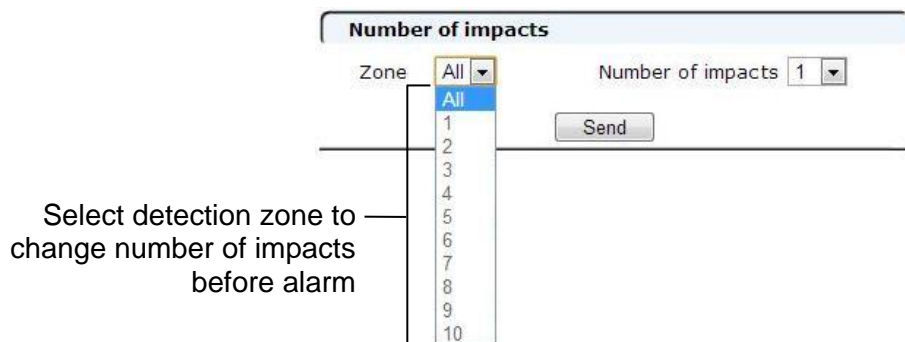 Number of impacts
Zone All Number of impacts 1
All
Send
1
2
3
4
Select detection zone to
change number of impacts
before alarm
5
6
7
8
9
10